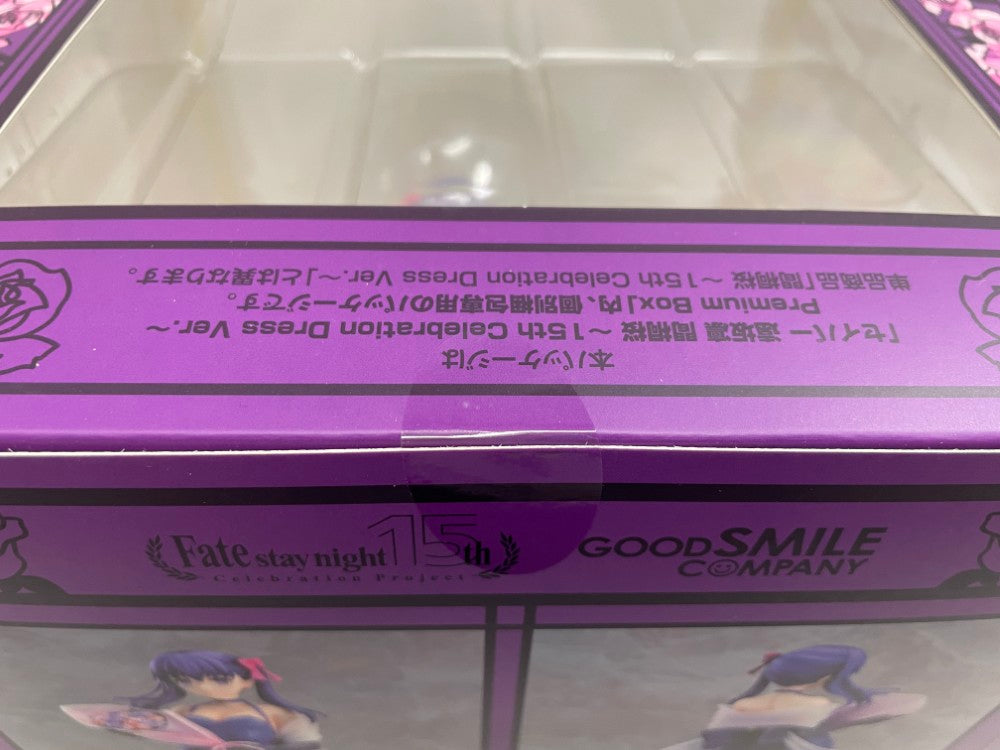 本パッケージは
「セイバー 遠坂凛 間桐桜 ～15th Celebration Dress Ver.～
Premium Box」内、個別梱包専用のパッケージです。
単品商品「間桐桜 ～15th Celebration Dress Ver.～」とは異なります。
Fate stay night 15th
Celebration Project
GOODSMILE
COMPANY